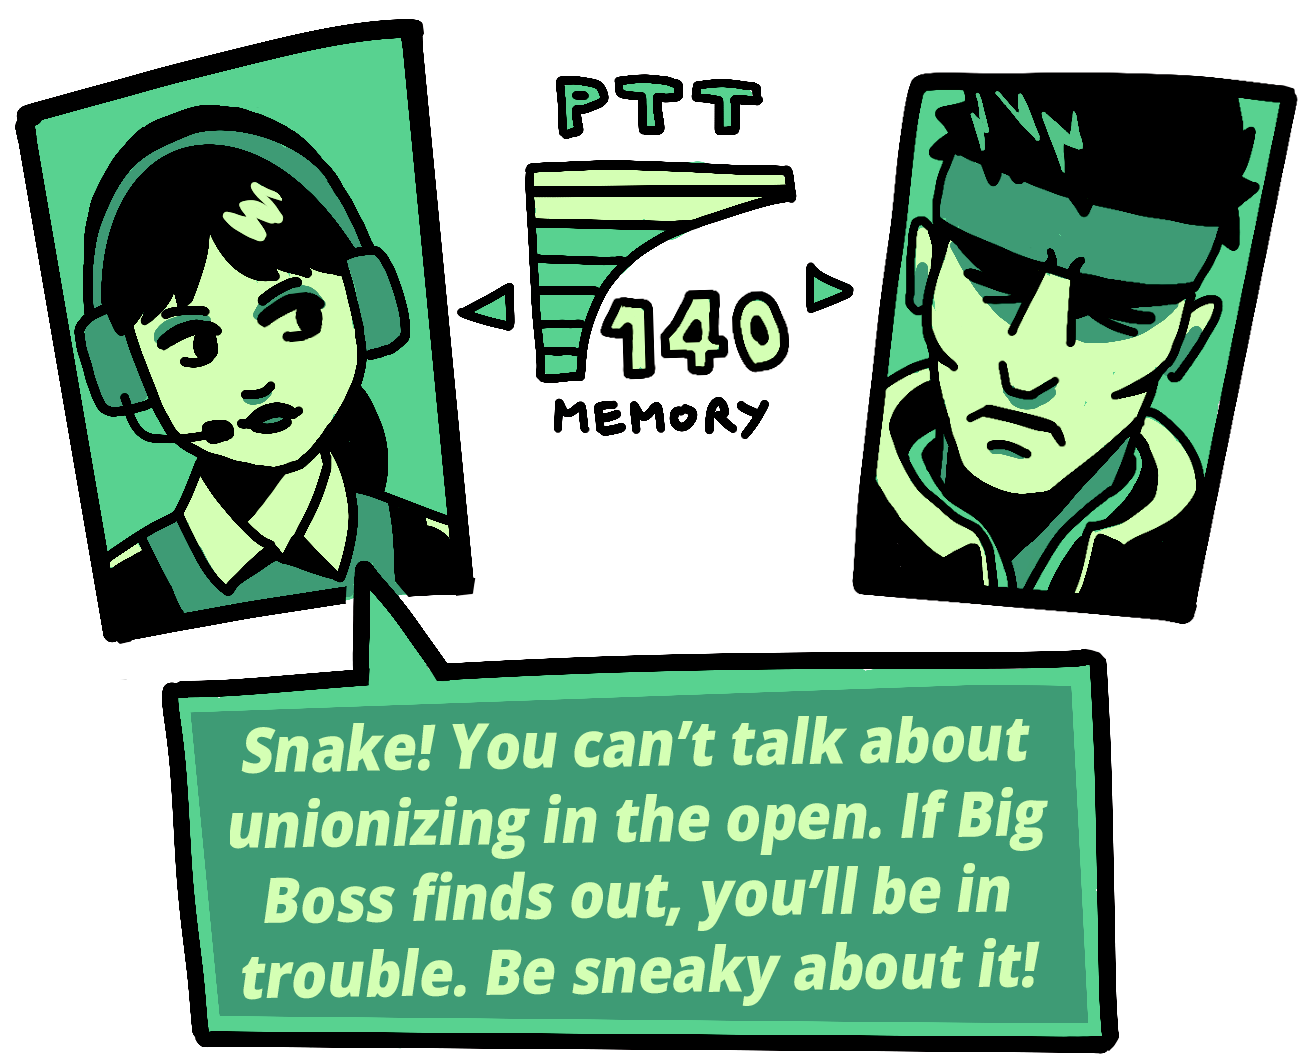 PTT
140
MEMORY
Snake! You can’t talk about
unionizing in the open. If Big
Boss finds out, you’ll be in
trouble. Be sneaky about it!